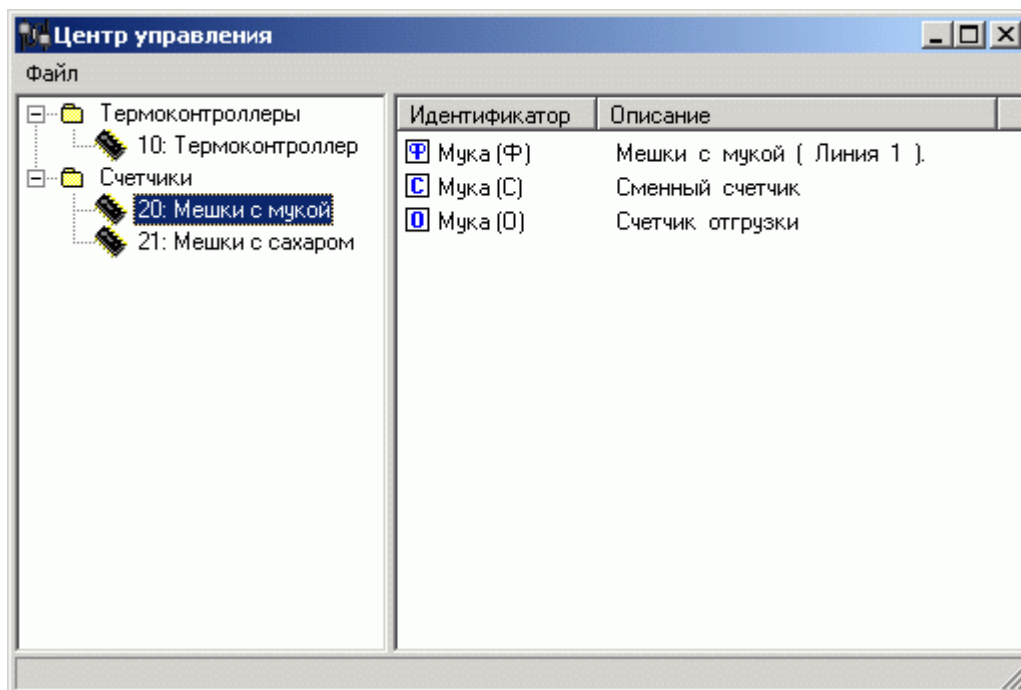 Центр управления
Файл
Термоконтроллеры
10: Термоконтроллер
Счетчики
20: Мешки с мукой
21: Мешки с сахаром
Идентификатор Описание
Ф Мука (Ф) Мешки с мукой ( Линия 1 ).
С Мука (С) Сменный счетчик
О Мука (О) Счетчик отгрузки